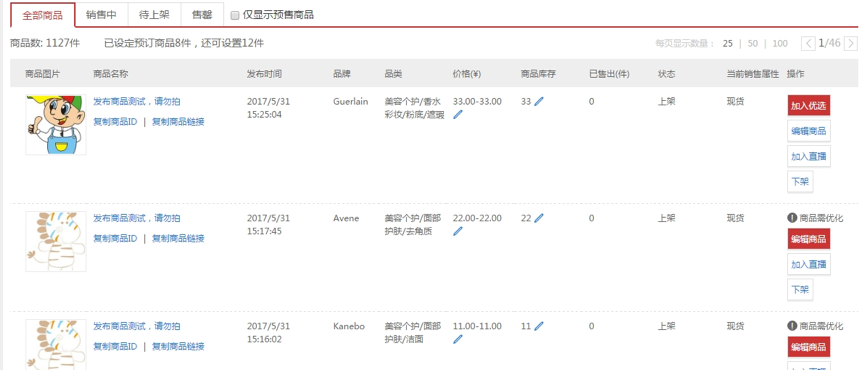 全部商品 销售中 待上架 售罄 仅显示预售商品
商品数: 1127件 已设定预订商品8件，还可设置12件 每页显示数量： 25 | 50 | 100 1/46
商品图片 商品名称 发布时间 品牌 品类 价格(¥) 商品库存 已售出(件) 状态 当前销售属性 操作
发布商品测试，请勿拍 2017/5/31 Guerlain 美容个护/香水 33.00-33.00 33 0 上架 现货 加入优选
15:25:04 彩妆/粉底/遮瑕
复制商品ID | 复制商品链接
编辑商品
加入直播
下架
发布商品测试，请勿拍 2017/5/31 Avene 美容个护/面部 22.00-22.00 22 0 上架 现货 商品需优化
15:17:45 护肤/去角质
复制商品ID | 复制商品链接 编辑商品
加入直播
下架
发布商品测试，请勿拍 2017/5/31 Kanebo 美容个护/面部 11.00-11.00 11 0 上架 现货 商品需优化
15:16:02 护肤/洁面
复制商品ID | 复制商品链接 编辑商品